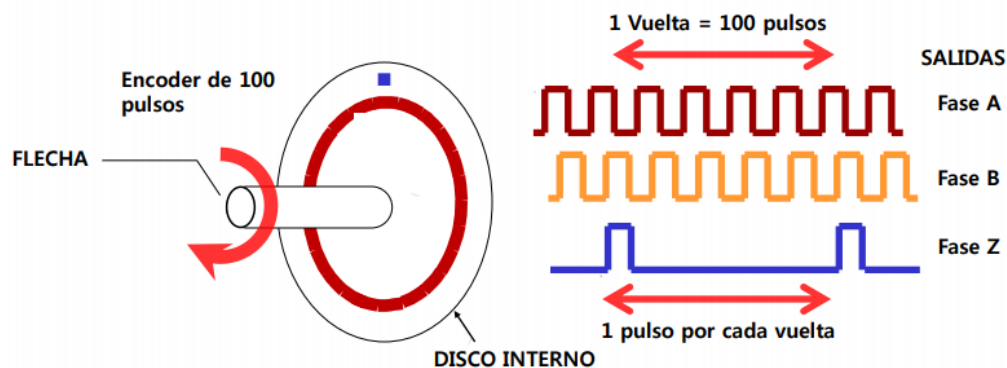 1 Vuelta = 100 pulsos
SALIDAS
Encoder de 100
pulsos
Fase A
FLECHA
Fase B
Fase Z
1 pulso por cada vuelta
DISCO INTERNO